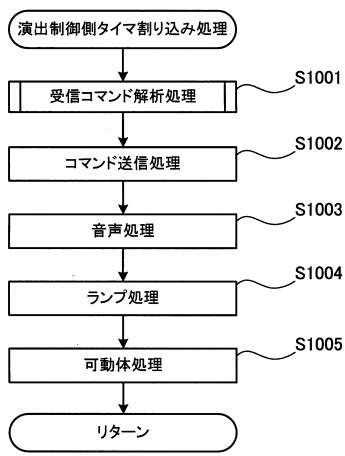 演出制御側タイマ割り込み処理
受信コマンド解析処理
S1001
コマンド送信処理
S1002
音声処理
S1003
ランプ処理
S1004
可動体処理
S1005
リターン